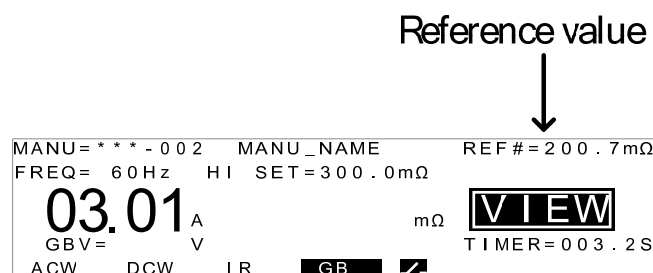 Reference value
MANU=***-002 MANU_NAME REF#=200.7mΩ
FREQ= 60Hz HI SET=300.0mΩ
03.01A mΩ VIEW
GBV= V TIMER=003.2S
ACW DCW IR GB